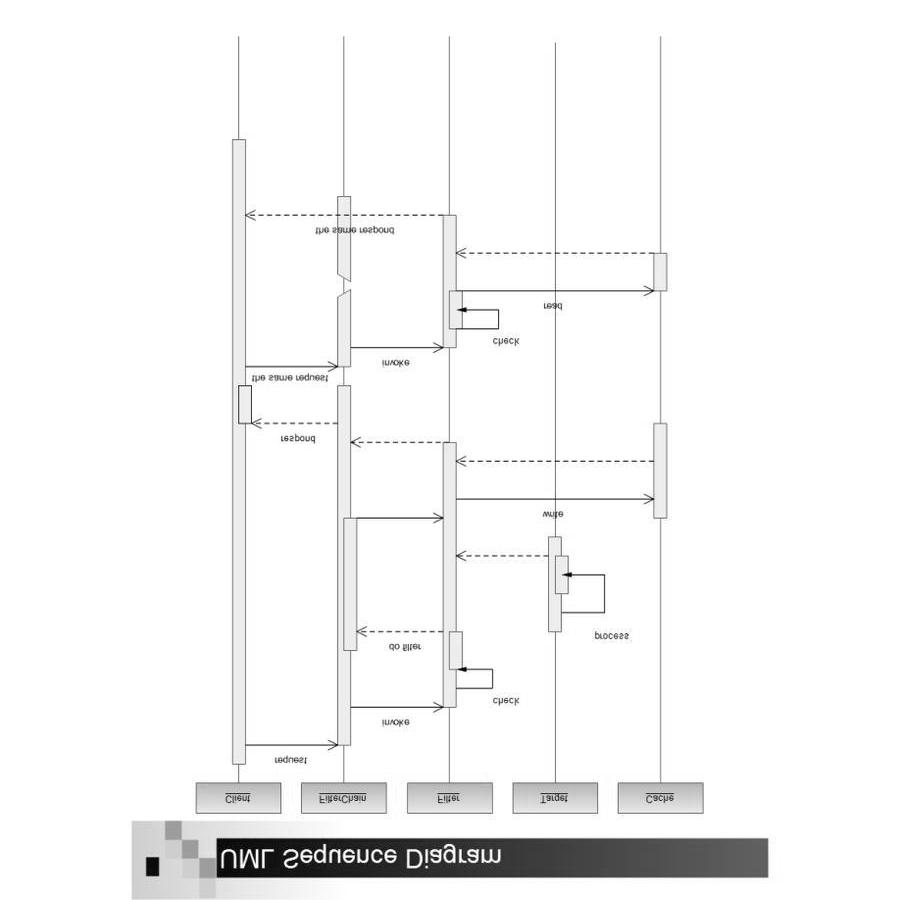 UML Sequence Diagram
Client
FilterChain
Filter
Target
Cache
request
invoke
check
do filter
process
write
respond
the same request
invoke
check
read
the same respond